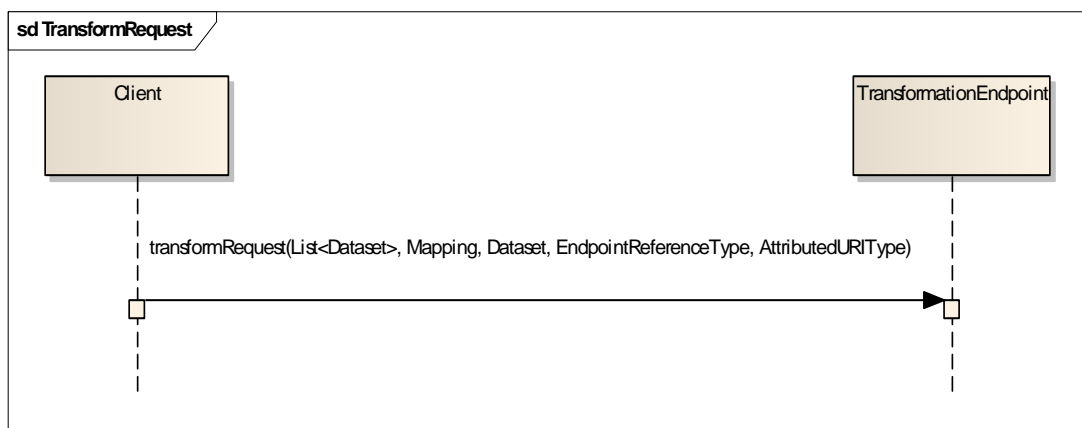 sd TransformRequest
Client
TransformationEndpoint
transformRequest(List<Dataset>, Mapping, Dataset, EndpointReferenceType, AttributedURIType)